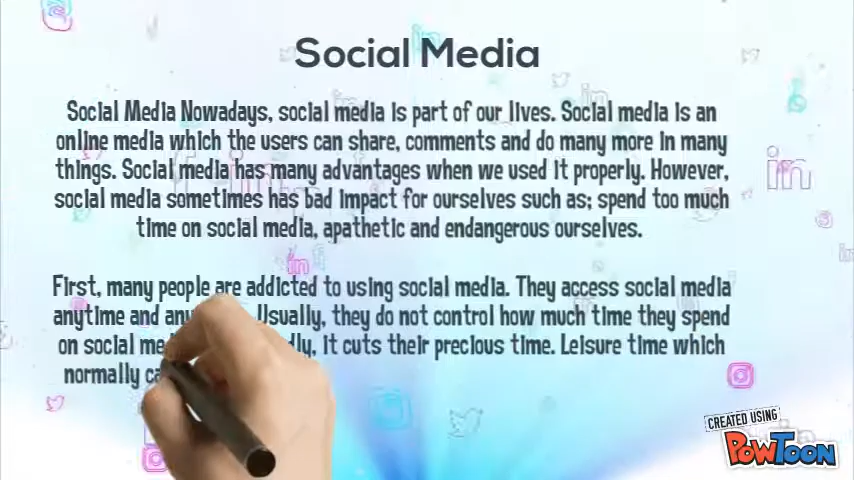 Social Media
Social Media Nowadays, social media is part of our lives. Social media is an
online media which the users can share, comments and do many more in many
things. Social media has many advantages when we used it properly. However,
social media sometimes has bad impact for ourselves such as; spend too much
time on social media, apathetic and endangerous ourselves.
First, many people are addicted to using social media. They access social media
anytime and Usually, they do not control how much time they spend
on social it cuts their precious time. Leisure time which
normally
CREATED USING
POWTOON